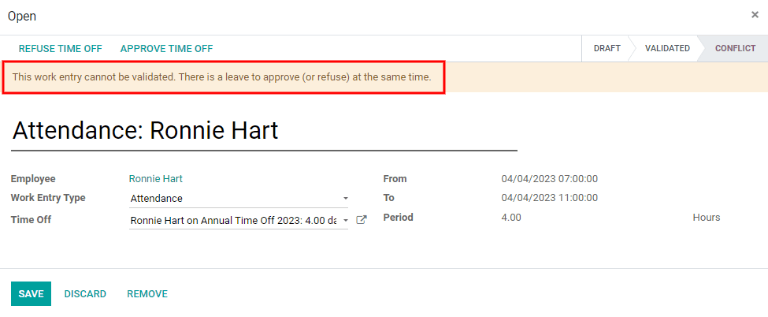 Open ×
REFUSE TIME OFF APPROVE TIME OFF DRAFT VALIDATED CONFLICT
This work entry cannot be validated. There is a leave to approve (or refuse) at the same time.
Attendance: Ronnie Hart
Employee Ronnie Hart From 04/04/2023 07:00:00
Work Entry Type Attendance To 04/04/2023 11:00:00
Time Off Ronnie Hart on Annual Time Off 2023: 4.00 da Period 4.00 Hours
SAVE DISCARD REMOVE